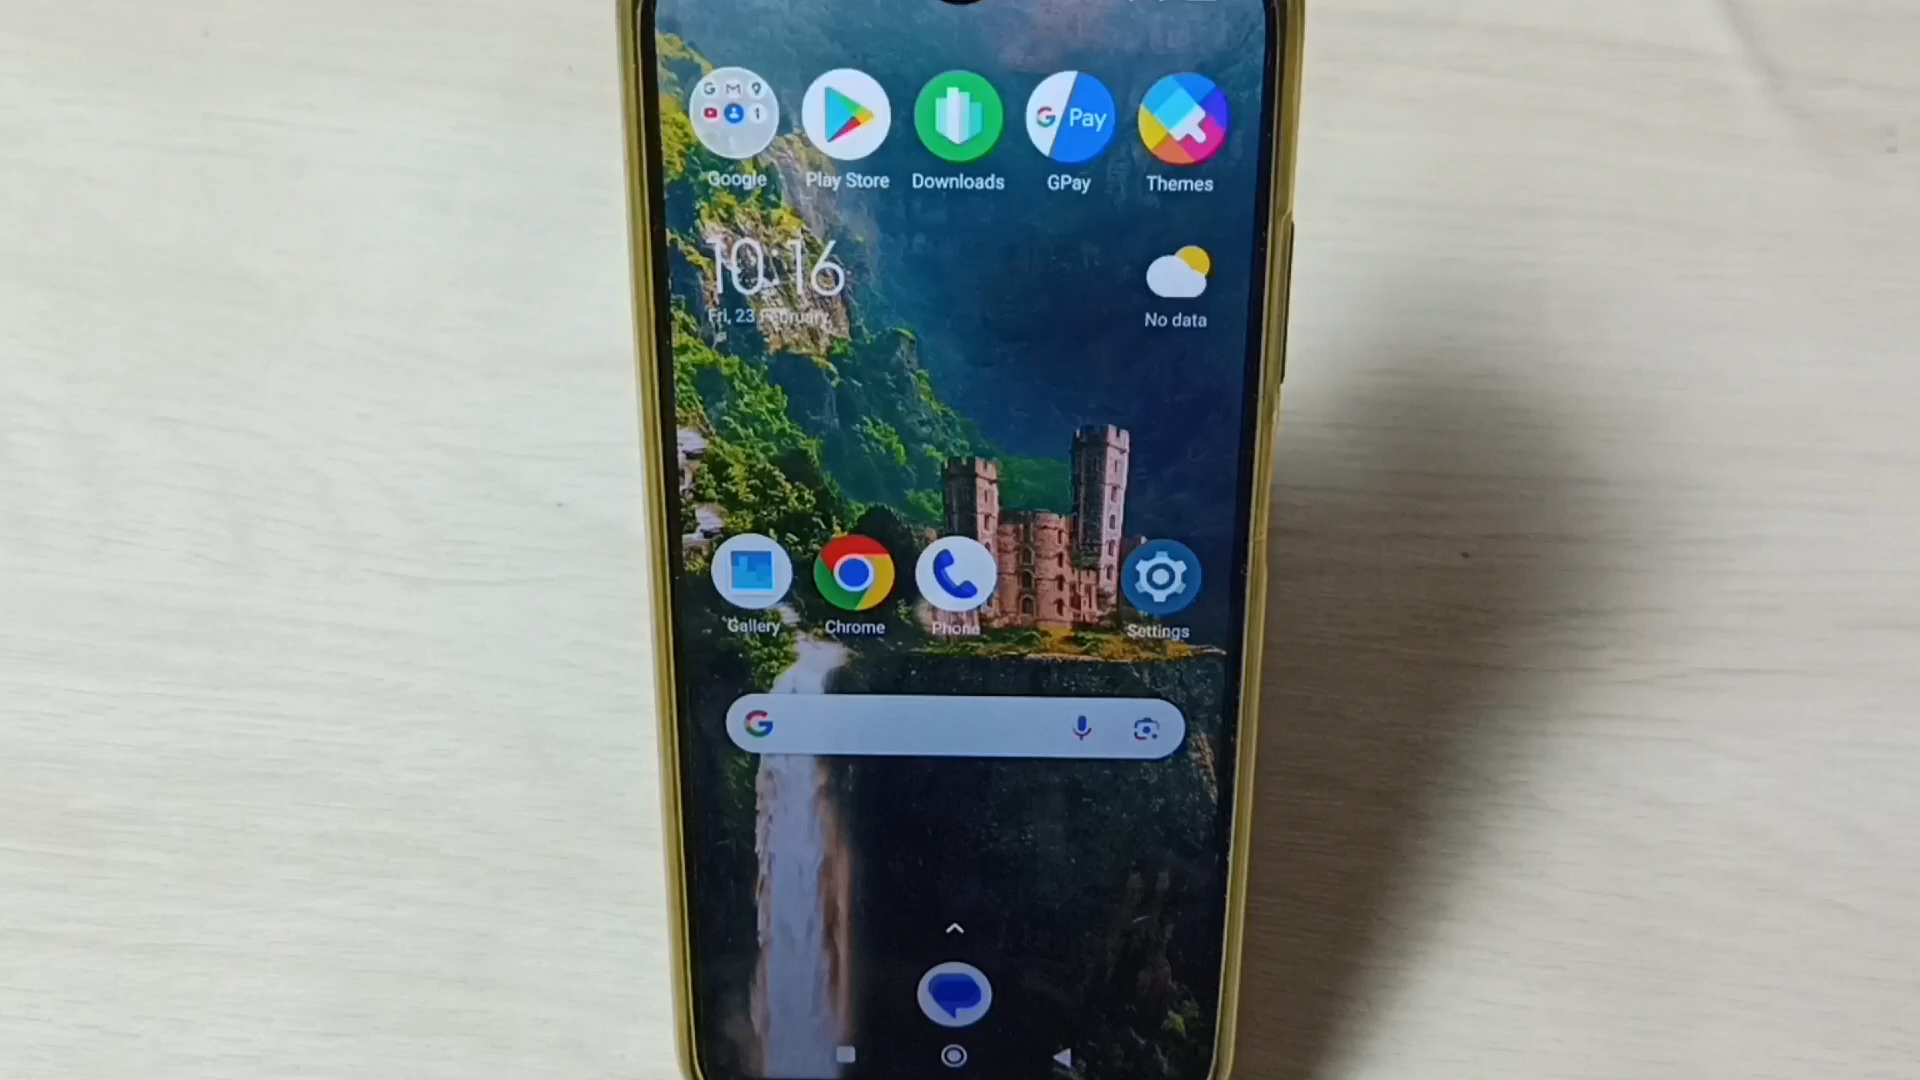 Google Play Store Downloads GPay Themes
G Pay
10:16
Fri, 23 February
No data
Gallery Chrome Phone Settings